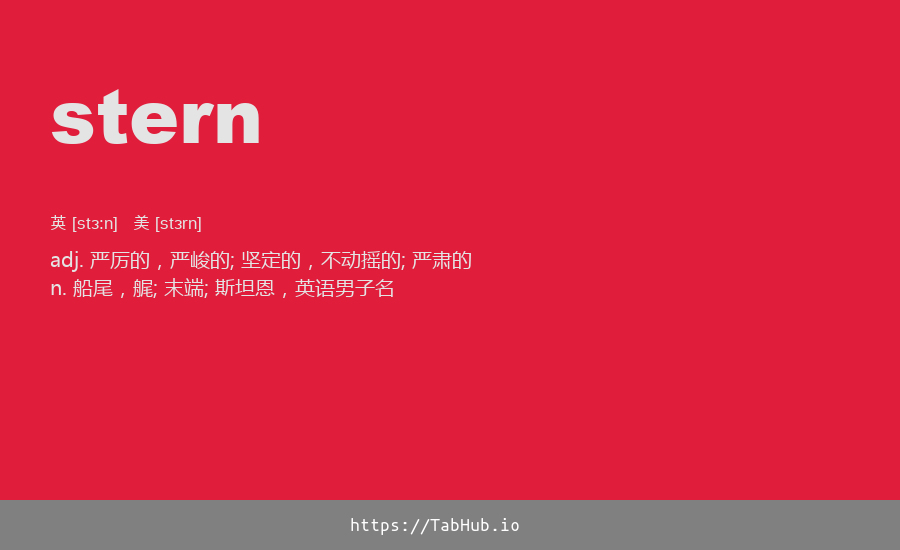 stern
英 [stɜːn] 美 [stɜrn]
adj. 严厉的，严峻的; 坚定的，不动摇的; 严肃的
n. 船尾，艉; 末端; 斯坦恩，英语男子名
https://TabHub.io